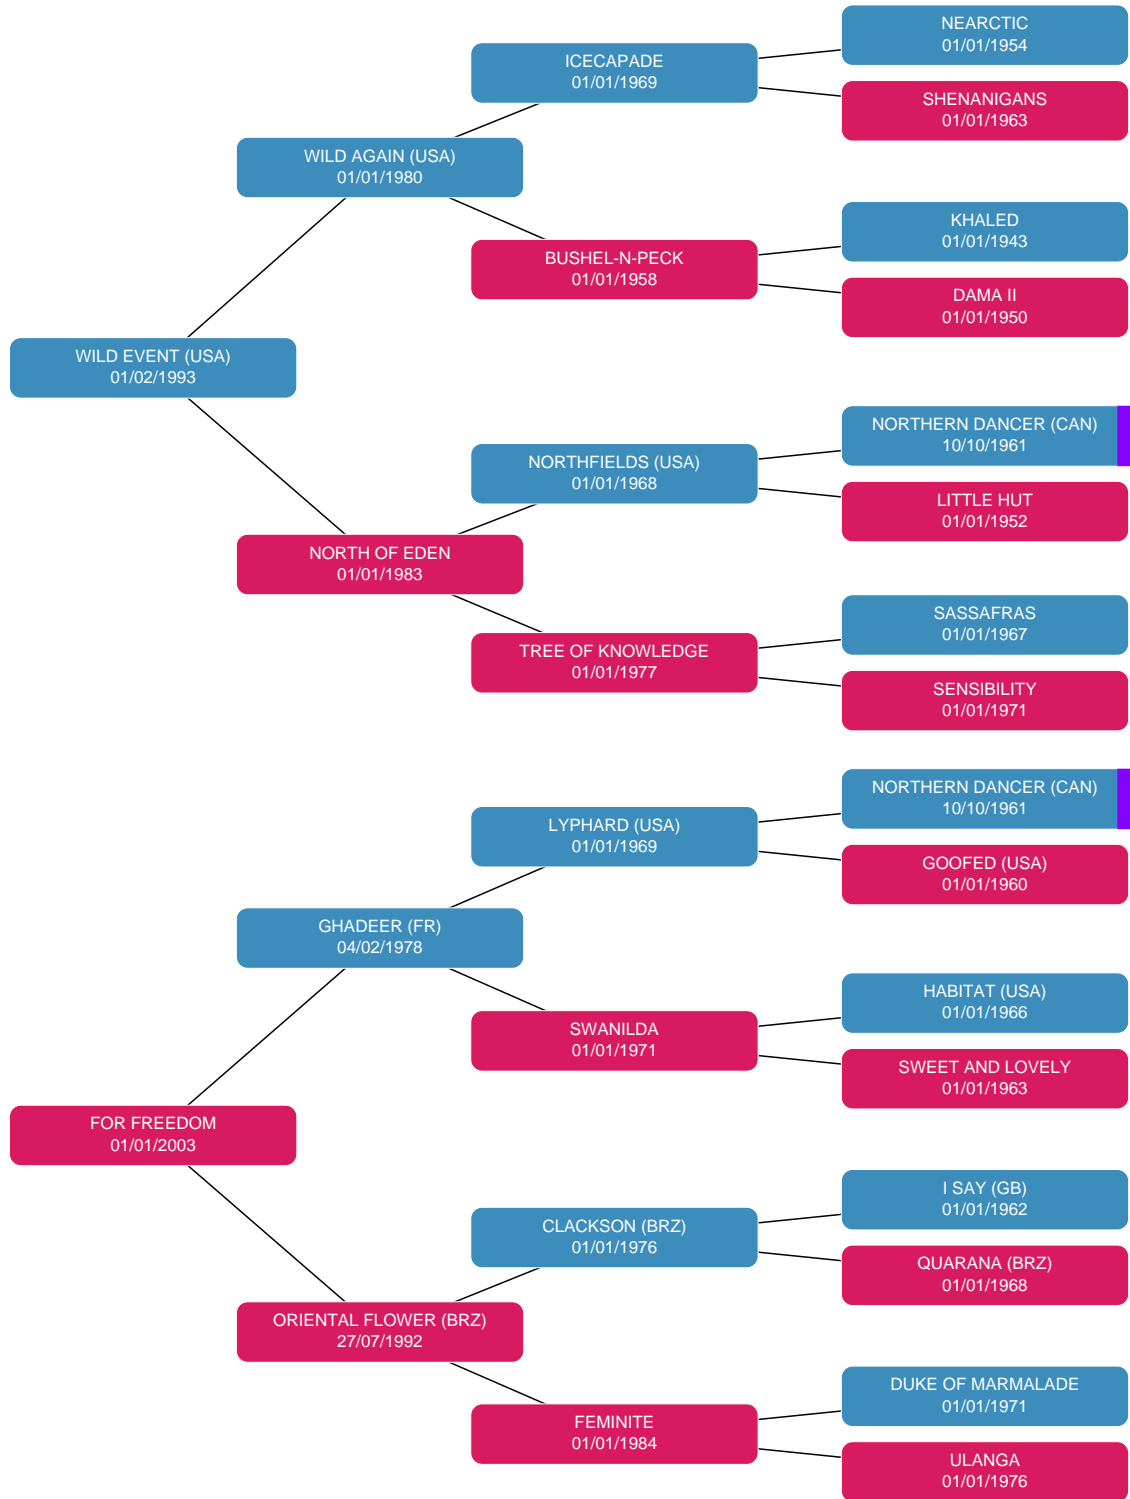 NEARCTIC
01/01/1954
ICECAPADE
01/01/1969
SHENANIGANS
01/01/1963
WILD AGAIN (USA)
01/01/1980
KHALED
01/01/1943
BUSHEL-N-PECK
01/01/1958
DAMA II
01/01/1950
WILD EVENT (USA)
01/02/1993
NORTHERN DANCER (CAN)
10/10/1961
NORTHFIELDS (USA)
01/01/1968
LITTLE HUT
01/01/1952
NORTH OF EDEN
01/01/1983
SASSAFRAS
01/01/1967
TREE OF KNOWLEDGE
01/01/1977
SENSIBILITY
01/01/1971
NORTHERN DANCER (CAN)
10/10/1961
LYPHARD (USA)
01/01/1969
GOOFED (USA)
01/01/1960
GHADEER (FR)
04/02/1978
HABITAT (USA)
01/01/1966
SWANILDA
01/01/1971
SWEET AND LOVELY
01/01/1963
FOR FREEDOM
01/01/2003
I SAY (GB)
01/01/1962
CLACKSON (BRZ)
01/01/1976
QUARANA (BRZ)
01/01/1968
ORIENTAL FLOWER (BRZ)
27/07/1992
DUKE OF MARMALADE
01/01/1971
FEMINITE
01/01/1984
ULANGA
01/01/1976